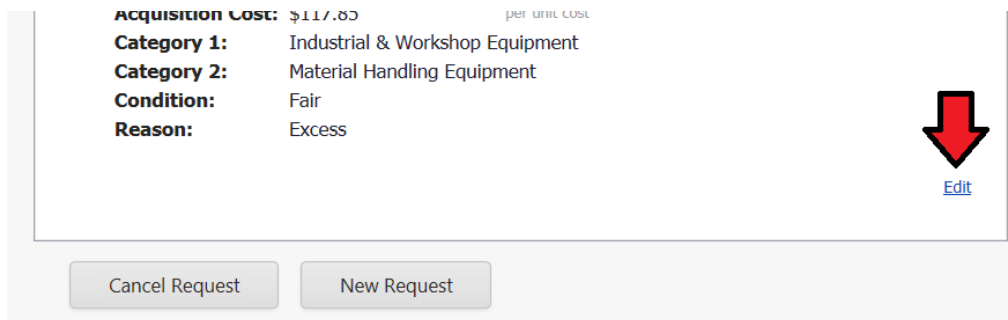 Acquisition Cost: $117.85 per unit cost
Category 1: Industrial & Workshop Equipment
Category 2: Material Handling Equipment
Condition: Fair
Reason: Excess
Edit
Cancel Request New Request